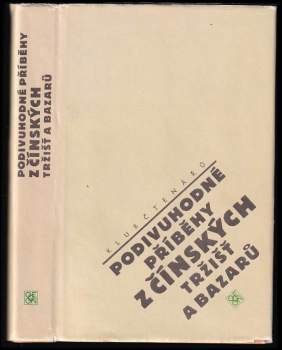 PODIVUHODNÉ PŘÍBĚHY
Z ČÍNSKÝCH
TRŽIŠŤ A BAZARŮ
KLUB ČTENÁŘŮ
PODIVUHODNÉ
PŘÍBĚHY
Z ČÍNSKÝCH
TRŽIŠŤ
A BAZARŮ